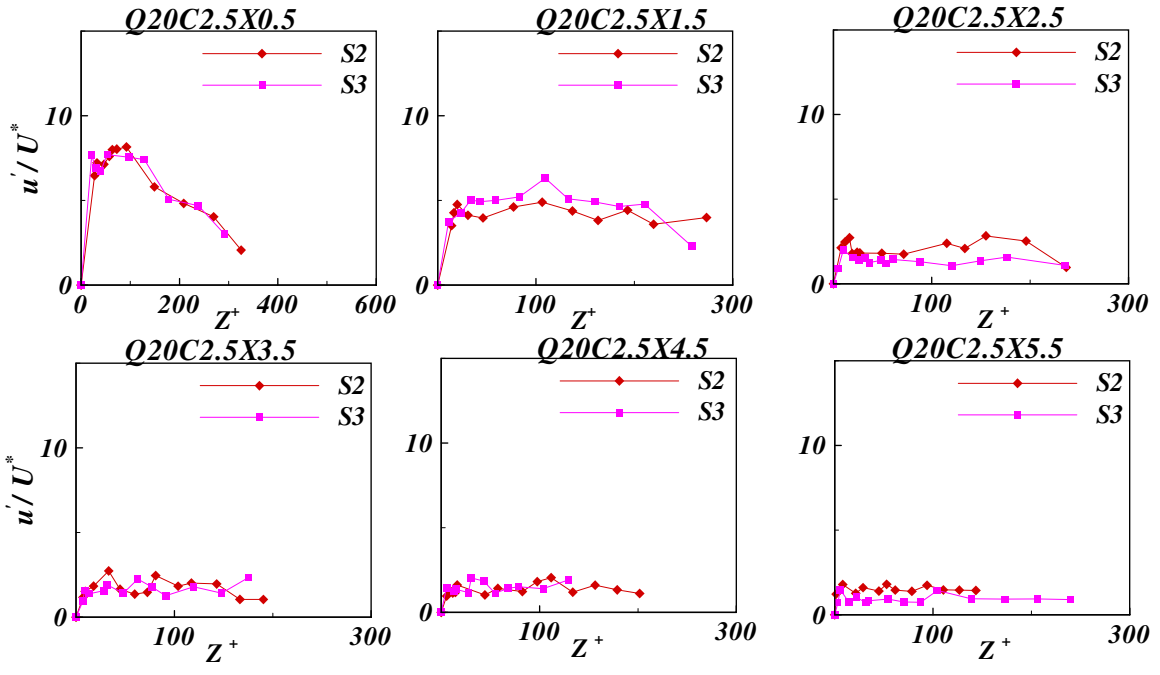 Q20C2.5X0.5
S2
S3
10
0
u'/U*
0
200
400
600
Z+
Q20C2.5X1.5
S2
S3
10
0
100
300
Z+
Q20C2.5X2.5
S2
S3
10
0
100
300
Z+
Q20C2.5X3.5
S2
S3
10
0
u'/U*
100
300
Z+
Q20C2.5X4.5
S2
S3
10
0
100
300
Z+
Q20C2.5X5.5
S2
S3
10
0
100
300
Z+